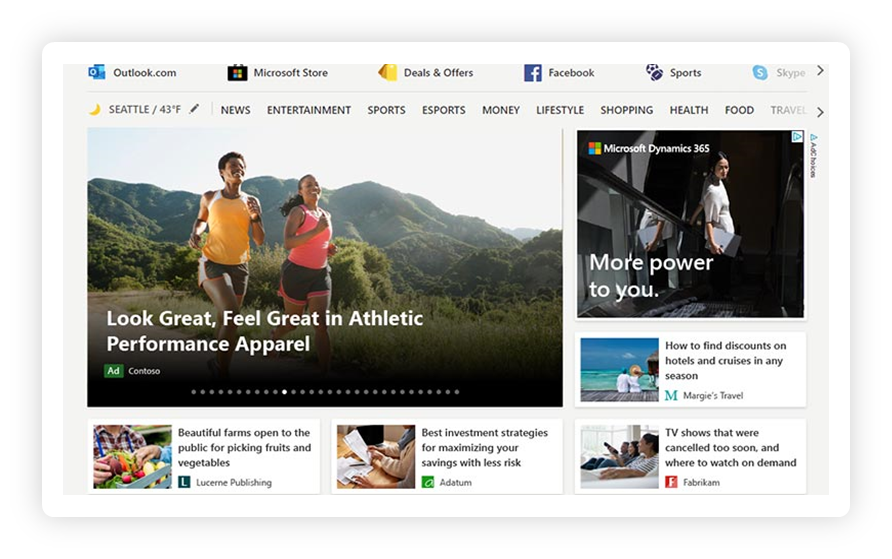 Outlook.com Microsoft Store Deals & Offers Facebook Sports Skype
SEATTLE / 43°F NEWS ENTERTAINMENT SPORTS ESPORTS MONEY LIFESTYLE SHOPPING HEALTH FOOD TRAVEL
Look Great, Feel Great in Athletic
Performance Apparel
Ad Contoso
Microsoft Dynamics 365
More power
to you.
AdChoices
How to find discounts on
hotels and cruises in any
season
M Margie's Travel
Beautiful farms open to the
public for picking fruits and
vegetables
L Lucerne Publishing
Best investment strategies
for maximizing your
savings with less risk
Adatum
TV shows that were
cancelled too soon, and
where to watch on demand
F Fabrikam